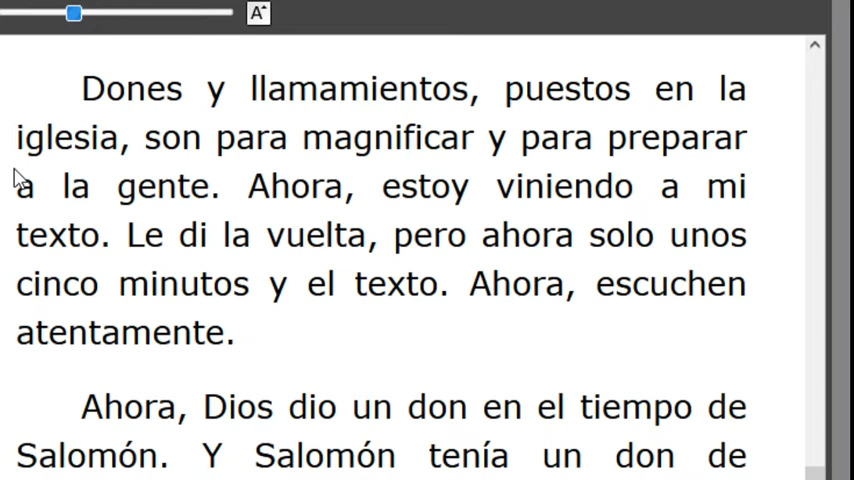 A
Dones y llamamientos, puestos en la
iglesia, son para magnificar y para preparar
a la gente. Ahora, estoy viniendo a mi
texto. Le di la vuelta, pero ahora solo unos
cinco minutos y el texto. Ahora, escuchen
atentamente.
Ahora, Dios dio un don en el tiempo de
Salomón. Y Salomón tenía un don de